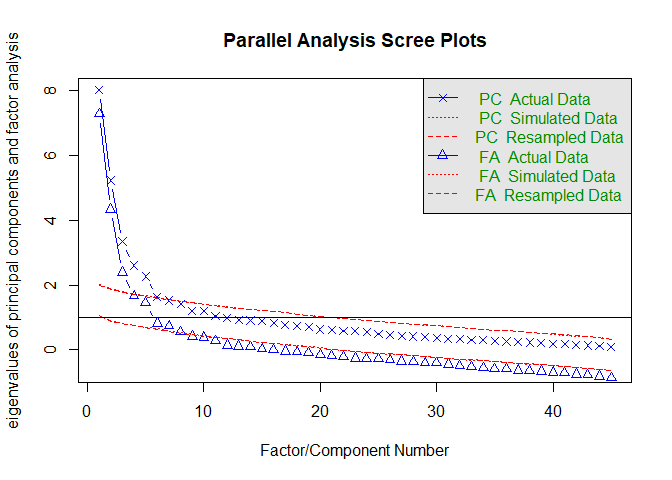 Parallel Analysis Scree Plots
eigenvalues of principal components and factor analysis
8
6
4
2
0
PC  Actual Data
PC  Simulated Data
PC  Resampled Data
FA  Actual Data
FA  Simulated Data
FA  Resampled Data
0 10 20 30 40
Factor/Component Number